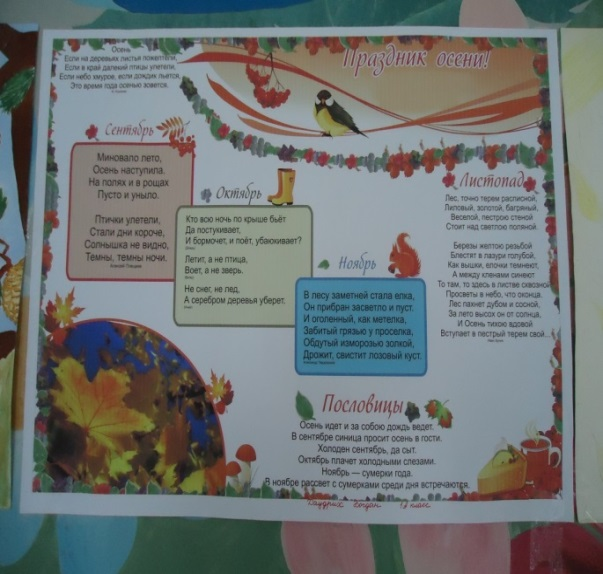 Осень
Если на деревьях листья пожелтели,
Если в край далекий птицы улетели,
Если небо хмурое, если дождик льется,
Это время года осенью зовется.
Праздник осени!
Сентябрь
Миновало лето,
Осень наступила.
На полях и в рощах
Пусто и уныло.
Птички улетели,
Стали дни короче,
Солнышка не видно,
Темны, темны ночи.
Октябрь
Кто всю ночь по крыше бьёт
Да постукивает,
И бормочет, и поёт, убаюкивает?
Летит, а не птица,
Воет, а не зверь.
Не снег, не лед,
А серебром деревья уберет.
Ноябрь
В лесу заметней стала елка,
Он прибран засветло и пуст.
И оголенный, как метелка,
Забитый грязью у проселка,
Обдутый изморозью золкой,
Дрожит, свистит лозовый куст.
Листопад
Лес, точно терем расписной,
Лиловый, золотой, багряный,
Веселой, пестрою стеной
Стоит над светлою поляной.
Березы желтою резьбой
Блестят в лазури голубой,
Как вышки, елочки темнеют,
А между кленами синеют
То там, то здесь в листве сквозной
Просветы в небо, что оконца.
Лес пахнет дубом и сосной,
За лето высох он от солнца,
И Осень тихою вдовой
Вступает в пестрый терем свой...
Пословицы
Осень идет и за собою дождь ведет.
В сентябре синица просит осень в гости.
Холоден сентябрь, да сыт.
Октябрь плачет холодными слезами.
Ноябрь — сумерки года.
В ноябре рассвет с сумерками среди дня встречаются.